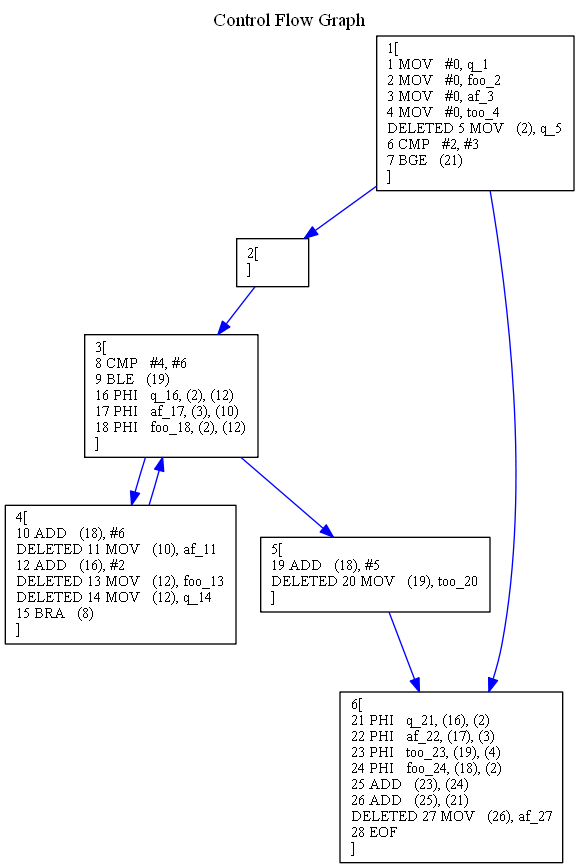 Control Flow Graph
1[
1 MOV #0, q_1
2 MOV #0, foo_2
3 MOV #0, af_3
4 MOV #0, too_4
DELETED 5 MOV (2), q_5
6 CMP #2, #3
7 BGE (21)
]
2[
]
3[
8 CMP #4, #6
9 BLE (19)
16 PHI q_16, (2), (12)
17 PHI af_17, (3), (10)
18 PHI foo_18, (2), (12)
]
4[
10 ADD (18), #6
DELETED 11 MOV (10), af_11
12 ADD (16), #2
DELETED 13 MOV (12), foo_13
DELETED 14 MOV (12), q_14
15 BRA (8)
]
5[
19 ADD (18), #5
DELETED 20 MOV (19), too_20
]
6[
21 PHI q_21, (16), (2)
22 PHI af_22, (17), (3)
23 PHI too_23, (19), (4)
24 PHI foo_24, (18), (2)
25 ADD (23), (24)
26 ADD (25), (21)
DELETED 27 MOV (26), af_27
28 EOF
]